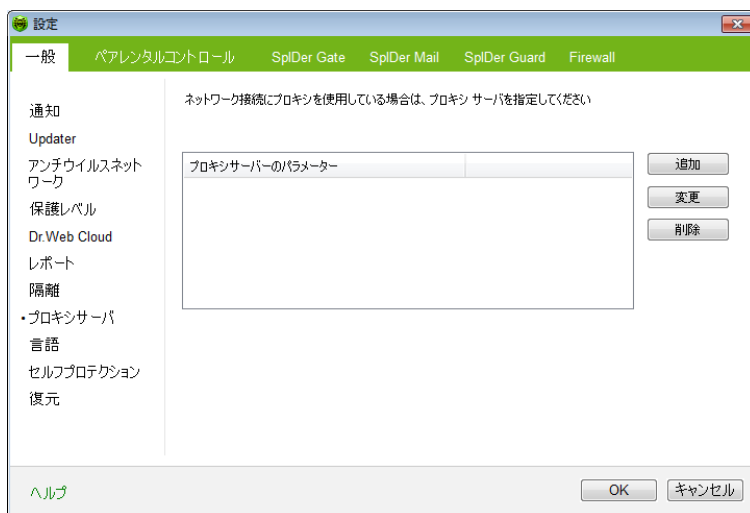 設定
一般 ペアレンタルコントロール SpIDer Gate SpIDer Mail SpIDer Guard Firewall
通知
Updater
アンチウイルスネット
ワーク
保護レベル
Dr.Web Cloud
レポート
隔離
・プロキシサーバ
言語
セルフプロテクション
復元
ネットワーク接続にプロキシを使用している場合は、プロキシ サーバを指定してください
プロキシサーバーのパラメーター
追加
変更
削除
ヘルプ
OK キャンセル